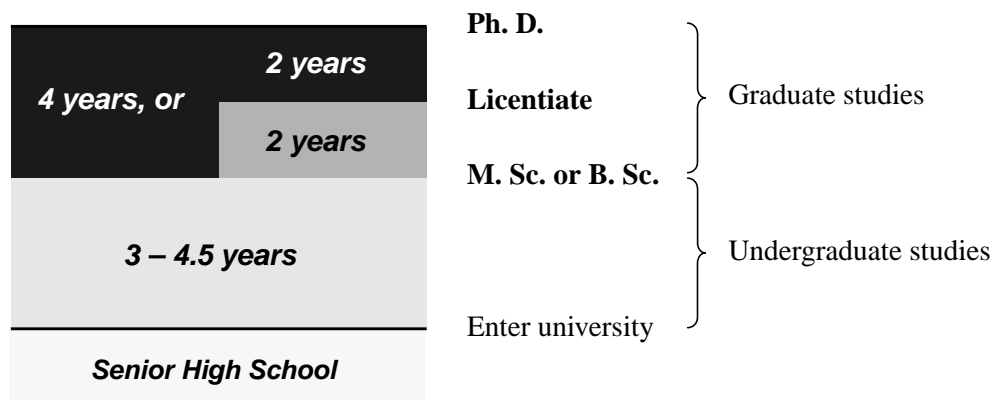 Ph. D.
2 years
4 years, or
Licentiate
Graduate studies
2 years
M. Sc. or B. Sc.
3 – 4.5 years
Undergraduate studies
Enter university
Senior High School